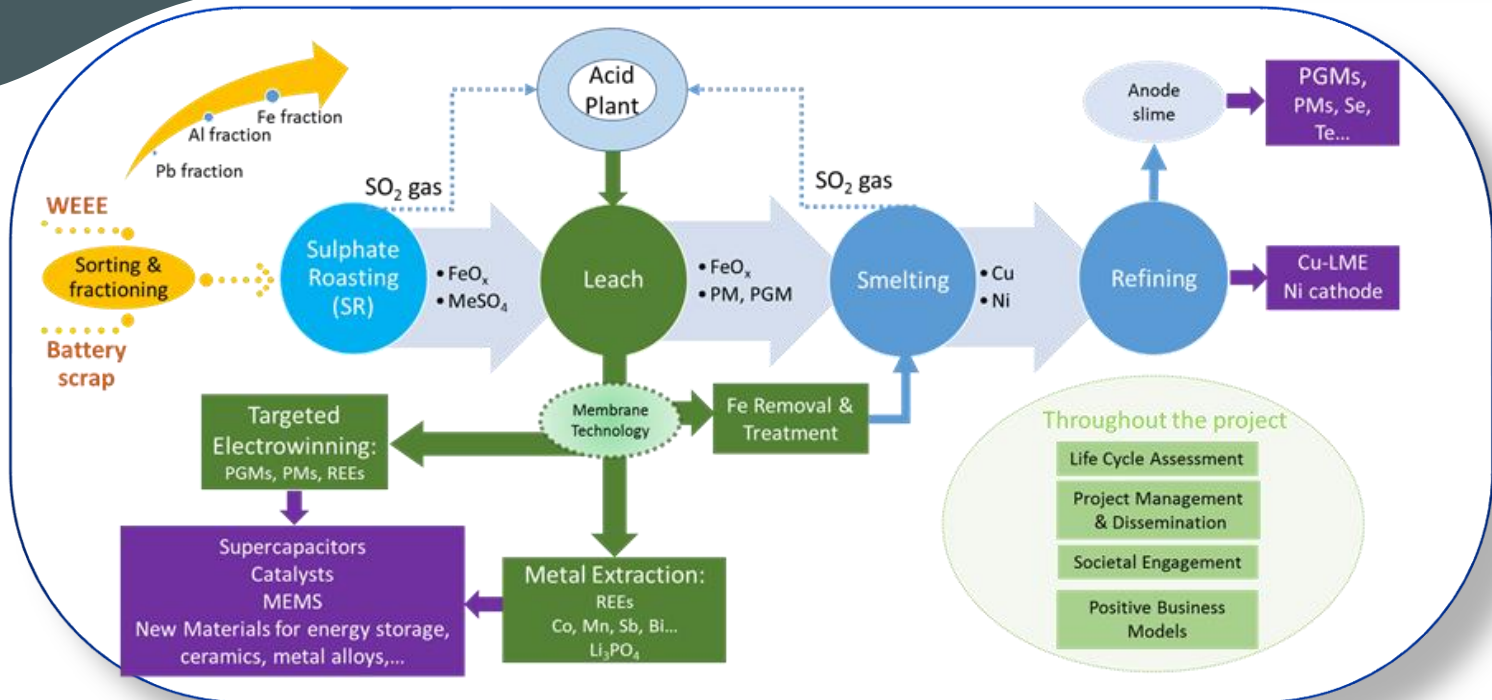 Fe fraction
Al fraction
Pb fraction
WEEE
Sorting &
fractioning
Battery
scrap
SO₂ gas
Acid
Plant
SO₂ gas
Sulphate
Roasting
(SR)
• FeOₓ
• MeSO₄
Leach
• FeOₓ
• PM, PGM
Smelting
• Cu
• Ni
Refining
Anode
slime
PGMs,
PMs, Se,
Te...
Cu-LME
Ni cathode
Membrane
Technology
Fe Removal &
Treatment
Targeted
Electrowinning:
PGMs, PMs, REEs
Supercapacitors
Catalysts
MEMS
New Materials for energy storage,
ceramics, metal alloys,...
Metal Extraction:
REEs
Co, Mn, Sb, Bi...
Li₃PO₄
Throughout the project
Life Cycle Assessment
Project Management
& Dissemination
Societal Engagement
Positive Business
Models